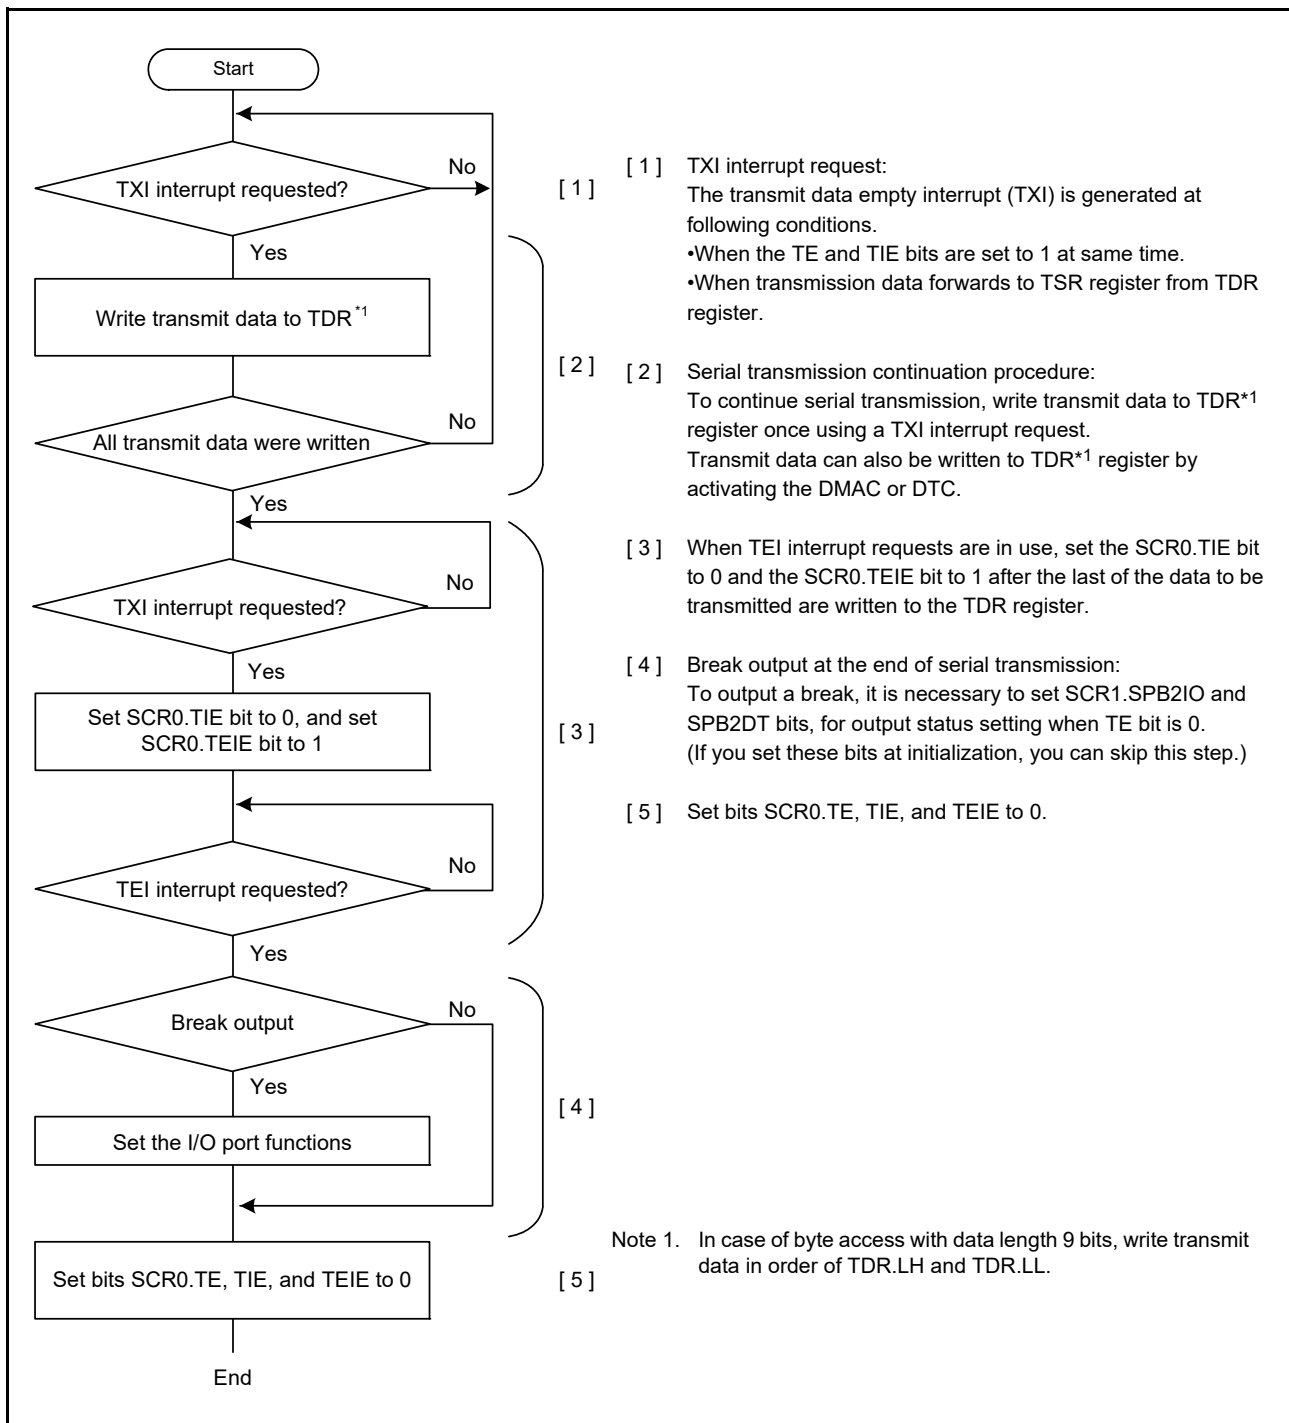 Start
No
TXI interrupt requested?
[ 1 ]
Yes
Write transmit data to TDR*1
[ 2 ]
No
All transmit data were written
Yes
No
TXI interrupt requested?
Yes
Set SCR0.TIE bit to 0, and set
SCR0.TEIE bit to 1
[ 3 ]
No
TEI interrupt requested?
Yes
No
Break output
Yes
[ 4 ]
Set the I/O port functions
Set bits SCR0.TE, TIE, and TEIE to 0
[ 5 ]
End
[ 1 ] TXI interrupt request:
The transmit data empty interrupt (TXI) is generated at
following conditions.
•When the TE and TIE bits are set to 1 at same time.
•When transmission data forwards to TSR register from TDR
register.
[ 2 ] Serial transmission continuation procedure:
To continue serial transmission, write transmit data to TDR*1
register once using a TXI interrupt request.
Transmit data can also be written to TDR*1 register by
activating the DMAC or DTC.
[ 3 ] When TEI interrupt requests are in use, set the SCR0.TIE bit
to 0 and the SCR0.TEIE bit to 1 after the last of the data to be
transmitted are written to the TDR register.
[ 4 ] Break output at the end of serial transmission:
To output a break, it is necessary to set SCR1.SPB2IO and
SPB2DT bits, for output status setting when TE bit is 0.
(If you set these bits at initialization, you can skip this step.)
[ 5 ] Set bits SCR0.TE, TIE, and TEIE to 0.
Note 1. In case of byte access with data length 9 bits, write transmit
data in order of TDR.LH and TDR.LL.